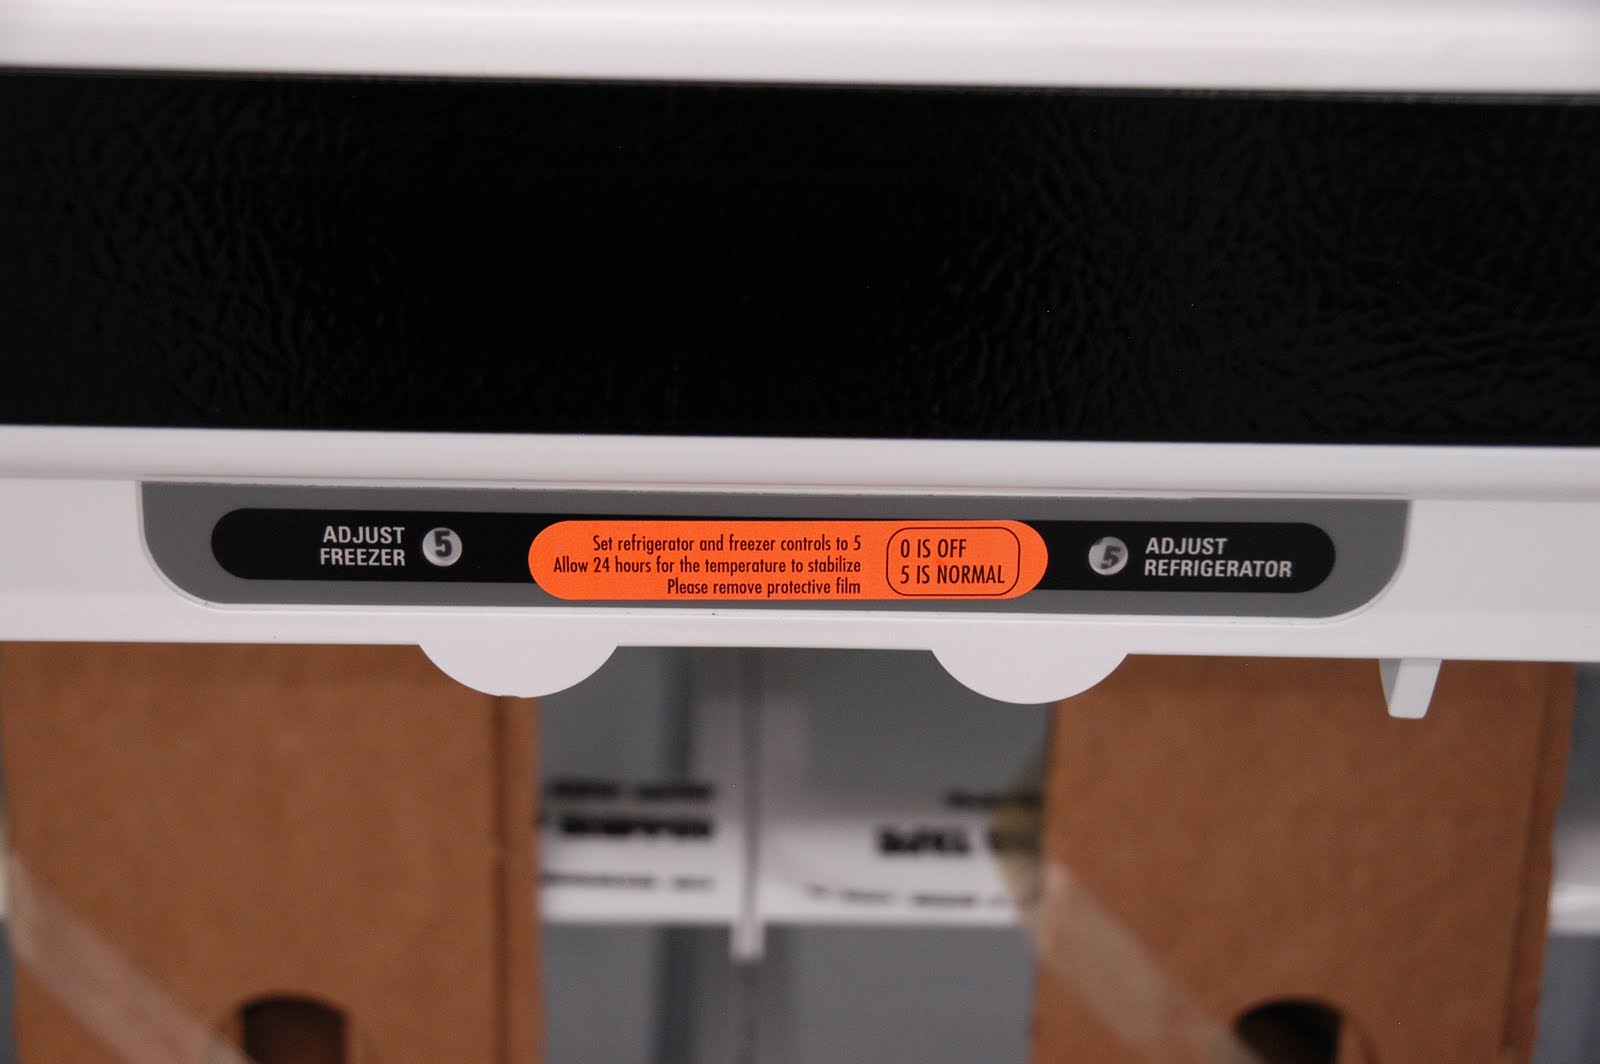 ADJUST
FREEZER
5
Set refrigerator and freezer controls to 5
Allow 24 hours for the temperature to stabilize
Please remove protective film
0 IS OFF
5 IS NORMAL
5
ADJUST
REFRIGERATOR